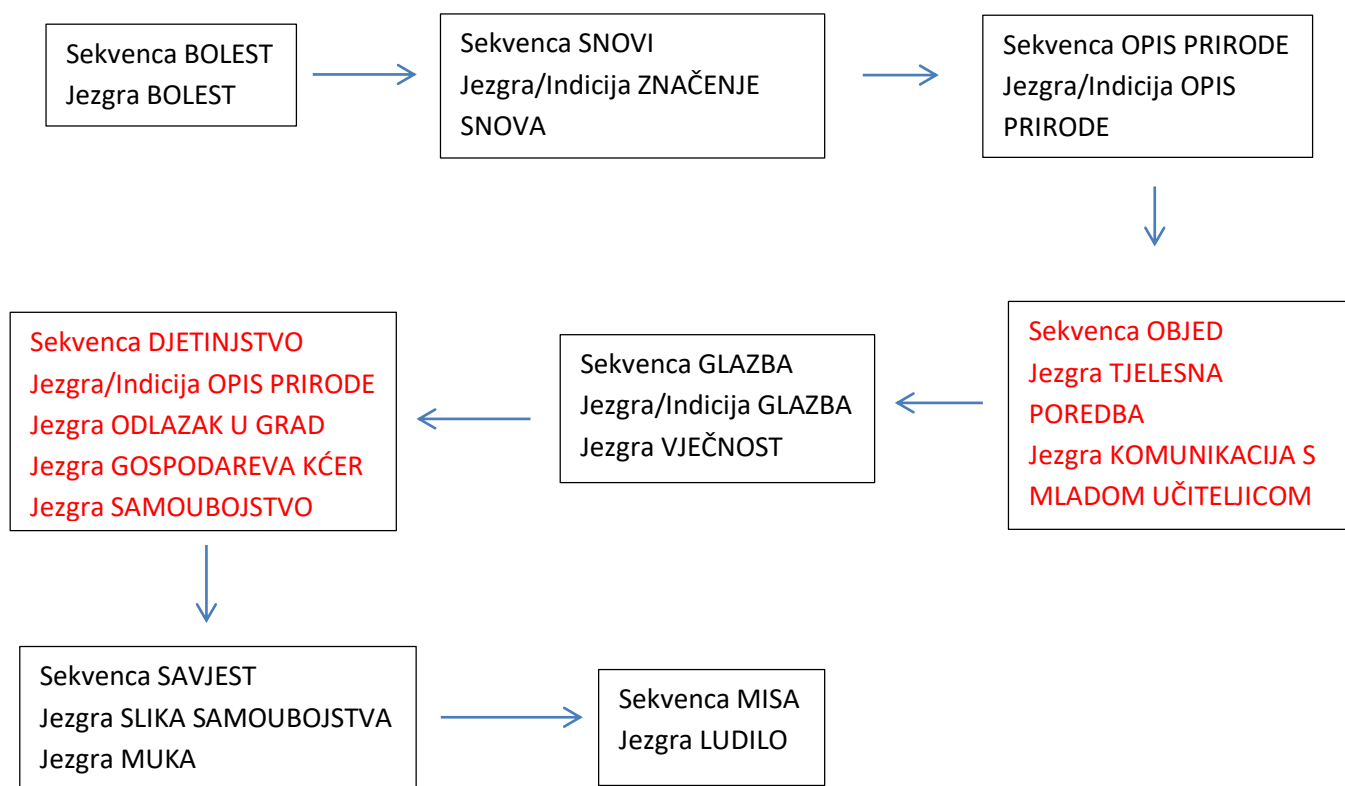 Sekvenca BOLEST
Jezgra BOLEST
Sekvenca SNOVI
Jezgra/Indicija ZNAČENJE
SNOVA
Sekvenca OPIS PRIRODE
Jezgra/Indicija OPIS
PRIRODE
Sekvenca OBJED
Jezgra TJELESNA
POREDBA
Jezgra KOMUNIKACIJA S
MLADOM UČITELJICOM
Sekvenca GLAZBA
Jezgra/Indicija GLAZBA
Jezgra VJEČNOST
Sekvenca DJETINJSTVO
Jezgra/Indicija OPIS PRIRODE
Jezgra ODLAZAK U GRAD
Jezgra GOSPODAREVA KĆER
Jezgra SAMOUBOJSTVO
Sekvenca SAVJEST
Jezgra SLIKA SAMOUBOJSTVA
Jezgra MUKA
Sekvenca MISA
Jezgra LUDILO